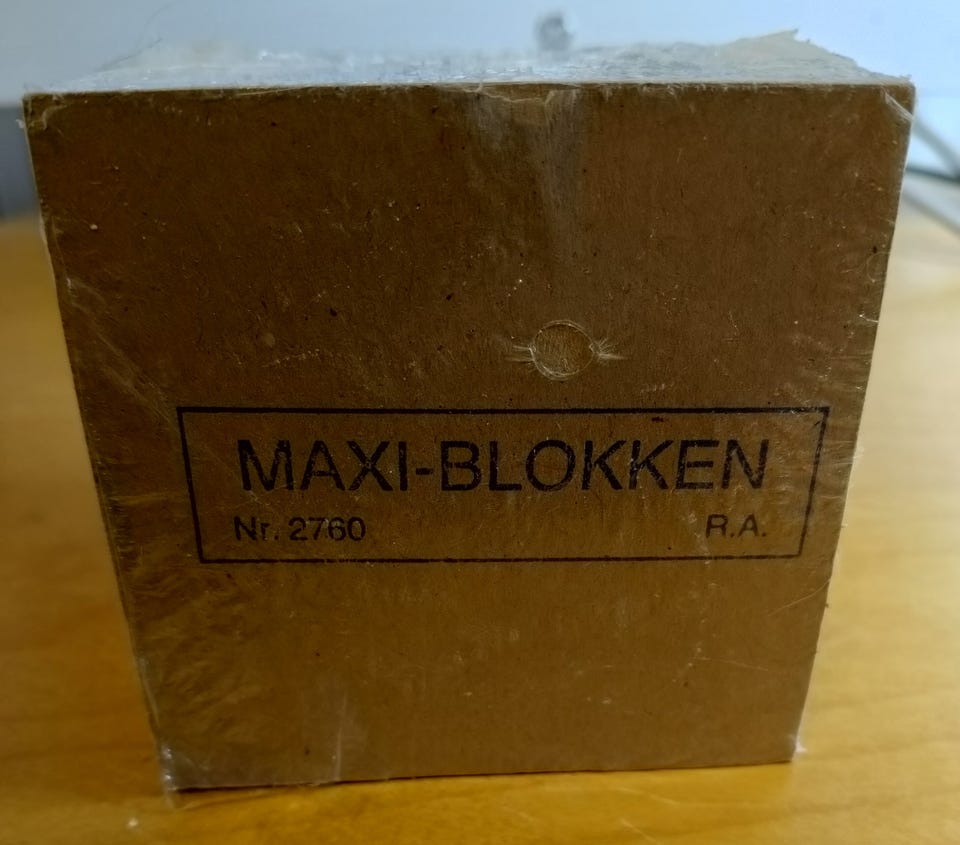 MAXI-BLOKKEN
Nr. 2760 R.A.